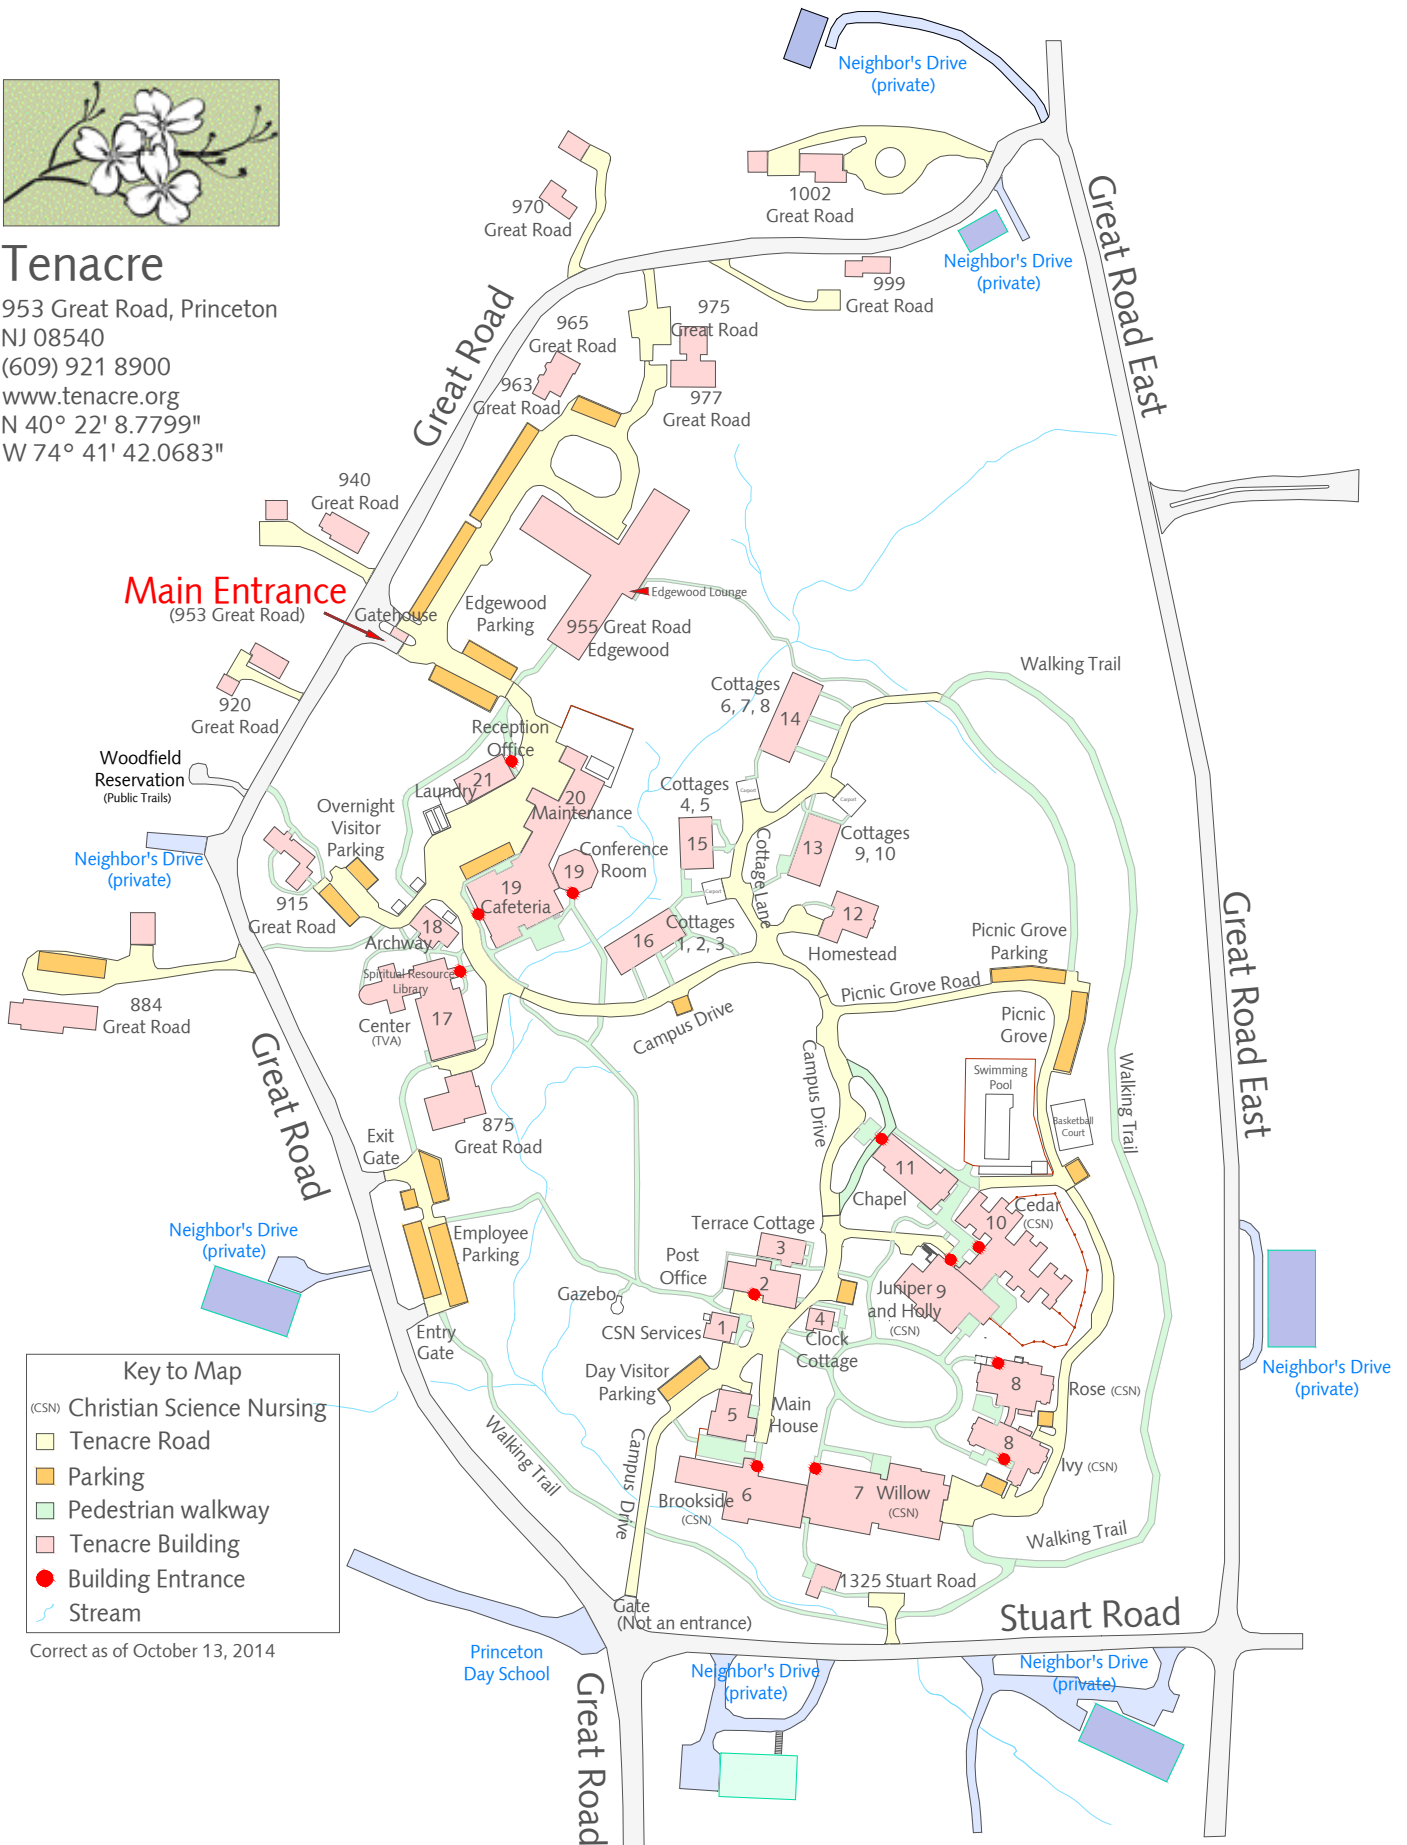 Tenacre
953 Great Road, Princeton
NJ 08540
(609) 921 8900
www.tenacre.org
N 40° 22' 8.7799"
W 74° 41' 42.0683"
Neighbor's Drive
(private)
970
Great Road
1002
Great Road
Neighbor's Drive
(private)
999
Great Road
Great Road East
Great Road
965
Great Road
975
Great Road
963
Great Road
977
Great Road
940
Great Road
Main Entrance
(953 Great Road)
Gatehouse
Edgewood
Parking
Edgewood Lounge
955 Great Road
Edgewood
920
Great Road
Walking Trail
Cottages
6, 7, 8
14
Reception
Office
Woodfield
Reservation
(Public Trails)
21
Laundry
20
Maintenance
Cottages
4, 5
Carport
Carport
Overnight
Visitor
Parking
Neighbor's Drive
(private)
Conference
Room
19
15
Cottage Lane
13
Cottages
9, 10
19
Cafeteria
Carport
915
Great Road
18
Archway
16
Cottages
1, 2, 3
12
Homestead
Picnic Grove
Parking
Great Road East
Spiritual Resource
Library
Center
(TVA)
17
884
Great Road
Picnic Grove Road
Campus Drive
Picnic
Grove
Great Road
Campus Drive
Swimming
Pool
Walking Trail
Basketball
Court
875
Great Road
Exit
Gate
11
Chapel
Cedar
(CSN)
10
Neighbor's Drive
(private)
Employee
Parking
Terrace Cottage
3
Post
Office
2
Gazebo
Juniper
and Holly
(CSN)
9
1
CSN Services
4
Clock
Cottage
Entry
Gate
Day Visitor
Parking
8
Rose (CSN)
Neighbor's Drive
(private)
5
Main
House
8
Ivy (CSN)
Campus Drive
Walking Trail
Brookside
(CSN)
6
7
Willow
(CSN)
Walking Trail
1325 Stuart Road
Gate
(Not an entrance)
Stuart Road
Key to Map
(CSN) Christian Science Nursing
Tenacre Road
Parking
Pedestrian walkway
Tenacre Building
Building Entrance
Stream
Correct as of October 13, 2014
Princeton
Day School
Neighbor's Drive
(private)
Neighbor's Drive
(private)
Great Road